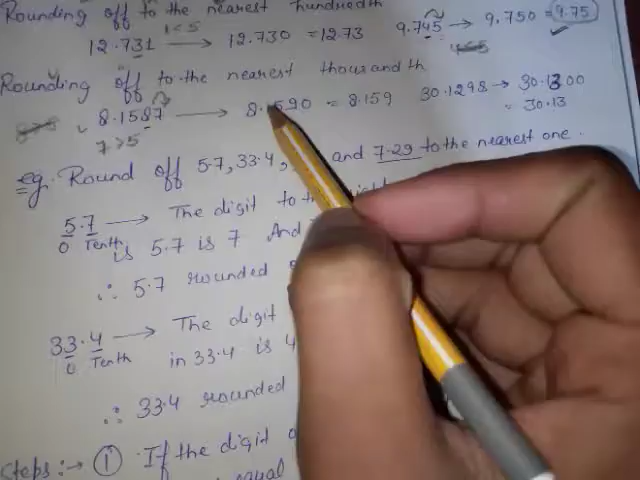 Rounding off to the nearest hundredth
12.731 1<5 → 12.730 = 12.73 9.745 → 9.750 = 9.75
Rounding off to the nearest thousandth
8.1587 → 8.1590 = 8.159 30.1298 → 30.1300
7>5 = 30.13
eg. Round off 5.7, 33.4, and 7.29 to the nearest one.
5.7 → The digit to the right
O Tenth is 5.7 is 7 And
∴ 5.7 rounded
33.4 → The digit
O Tenth in 33.4 is 4
∴ 33.4 rounded
Steps:→ ① If the digit
equal